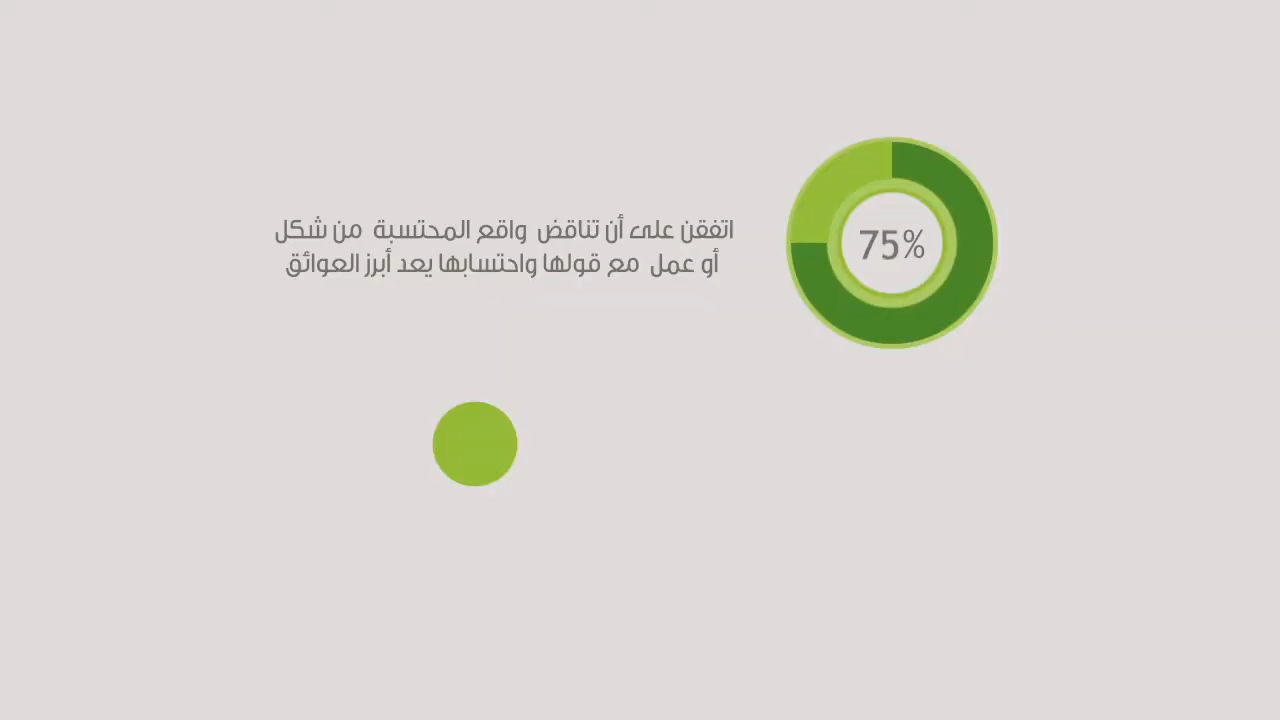 75%
اتفقن على أن تناقض واقع المحتسبة من شكل
أو عمل مع قولها واحتسابها يعد أبرز العوائق